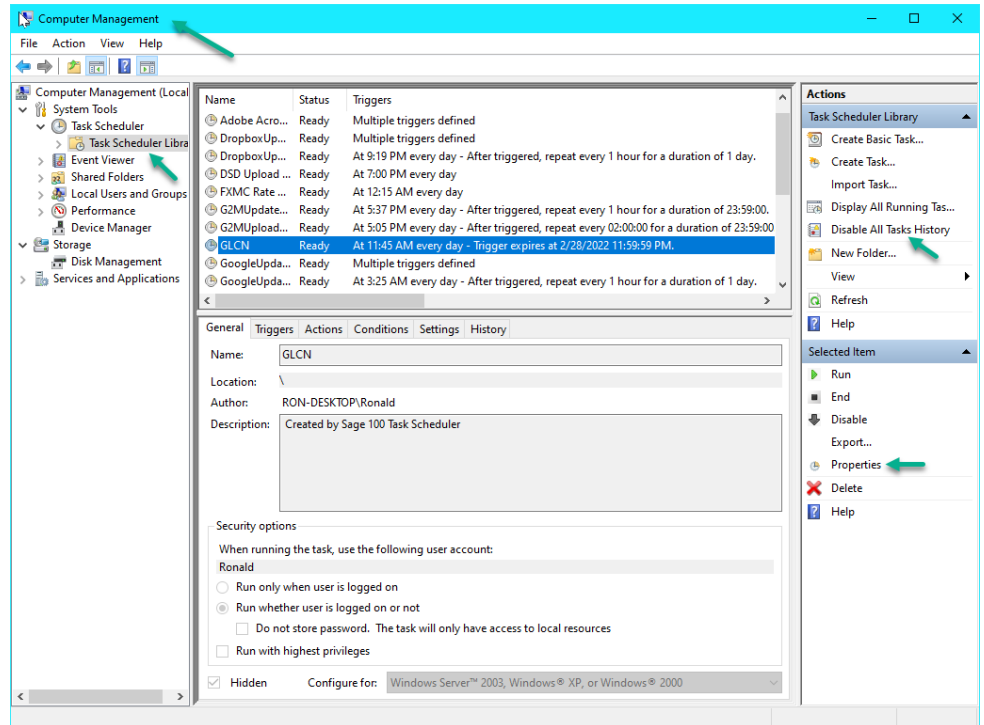 Computer Management
File Action View Help
Computer Management (Local
System Tools
Task Scheduler
Task Scheduler Libra
Event Viewer
Shared Folders
Local Users and Groups
Performance
Device Manager
Storage
Disk Management
Services and Applications
Name Status Triggers
Adobe Acro... Ready Multiple triggers defined
DropboxUp... Ready Multiple triggers defined
DropboxUp... Ready At 9:19 PM every day - After triggered, repeat every 1 hour for a duration of 1 day.
DSD Upload ... Ready At 7:00 PM every day
FXMC Rate ... Ready At 12:15 AM every day
G2MUpdate... Ready At 5:37 PM every day - After triggered, repeat every 1 hour for a duration of 23:59:00.
G2MUpload... Ready At 5:05 PM every day - After triggered, repeat every 02:00:00 for a duration of 23:59:00
GLCN Ready At 11:45 AM every day - Trigger expires at 2/28/2022 11:59:59 PM.
GoogleUpda... Ready Multiple triggers defined
GoogleUpda... Ready At 3:25 AM every day - After triggered, repeat every 1 hour for a duration of 1 day.
General Triggers Actions Conditions Settings History
Name: GLCN
Location: \
Author: RON-DESKTOP\Ronald
Description: Created by Sage 100 Task Scheduler
Security options
When running the task, use the following user account:
Ronald
Run only when user is logged on
Run whether user is logged on or not
Do not store password. The task will only have access to local resources
Run with highest privileges
Hidden Configure for: Windows Server™ 2003, Windows® XP, or Windows® 2000
Actions
Task Scheduler Library
Create Basic Task...
Create Task...
Import Task...
Display All Running Tas...
Disable All Tasks History
New Folder...
View
Refresh
Help
Selected Item
Run
End
Disable
Export...
Properties
Delete
Help